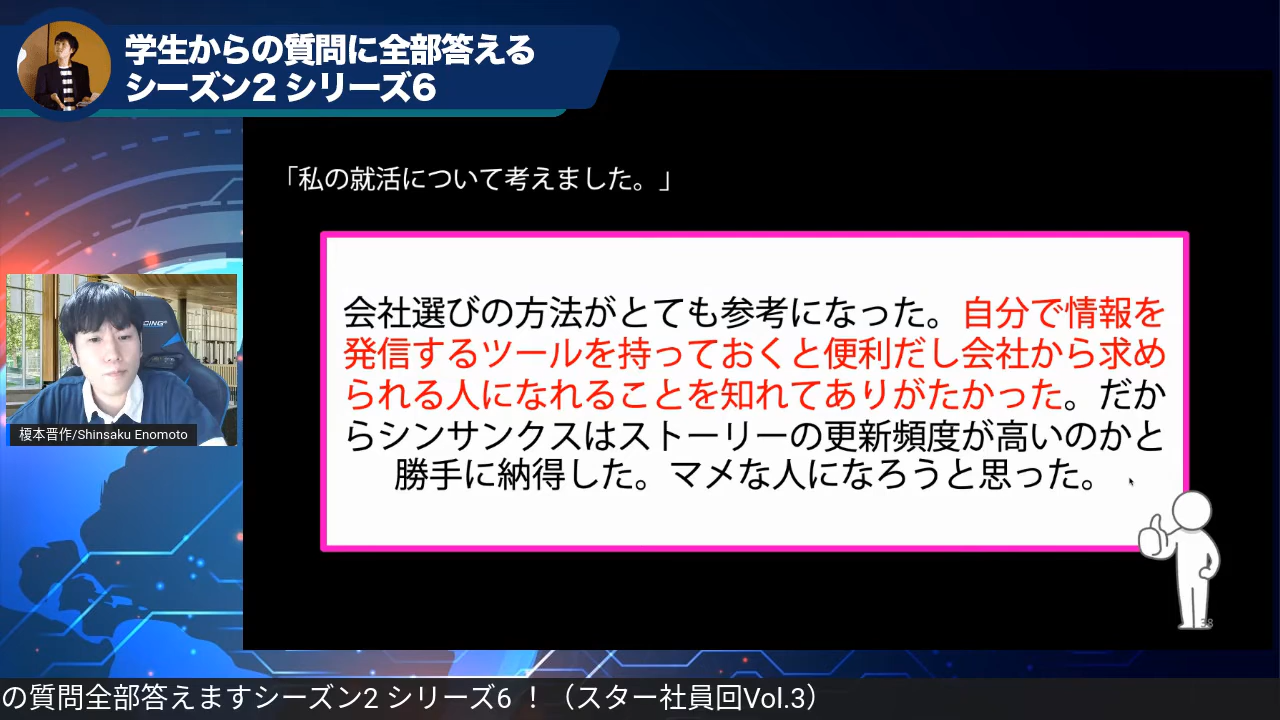 学生からの質問に全部答える
シーズン2 シリーズ6
「私の就活について考えました。」
会社選びの方法がとても参考になった。自分で情報を
発信するツールを持っておくと便利だし会社から求め
られる人になれることを知れてありがたかった。だか
らシンサンクスはストーリーの更新頻度が高いのかと
勝手に納得した。マメな人になろうと思った。
CING
榎本晋作/Shinsaku Enomoto
38
の質問全部答えますシーズン2 シリーズ6 ！（スター社員回Vol.3）